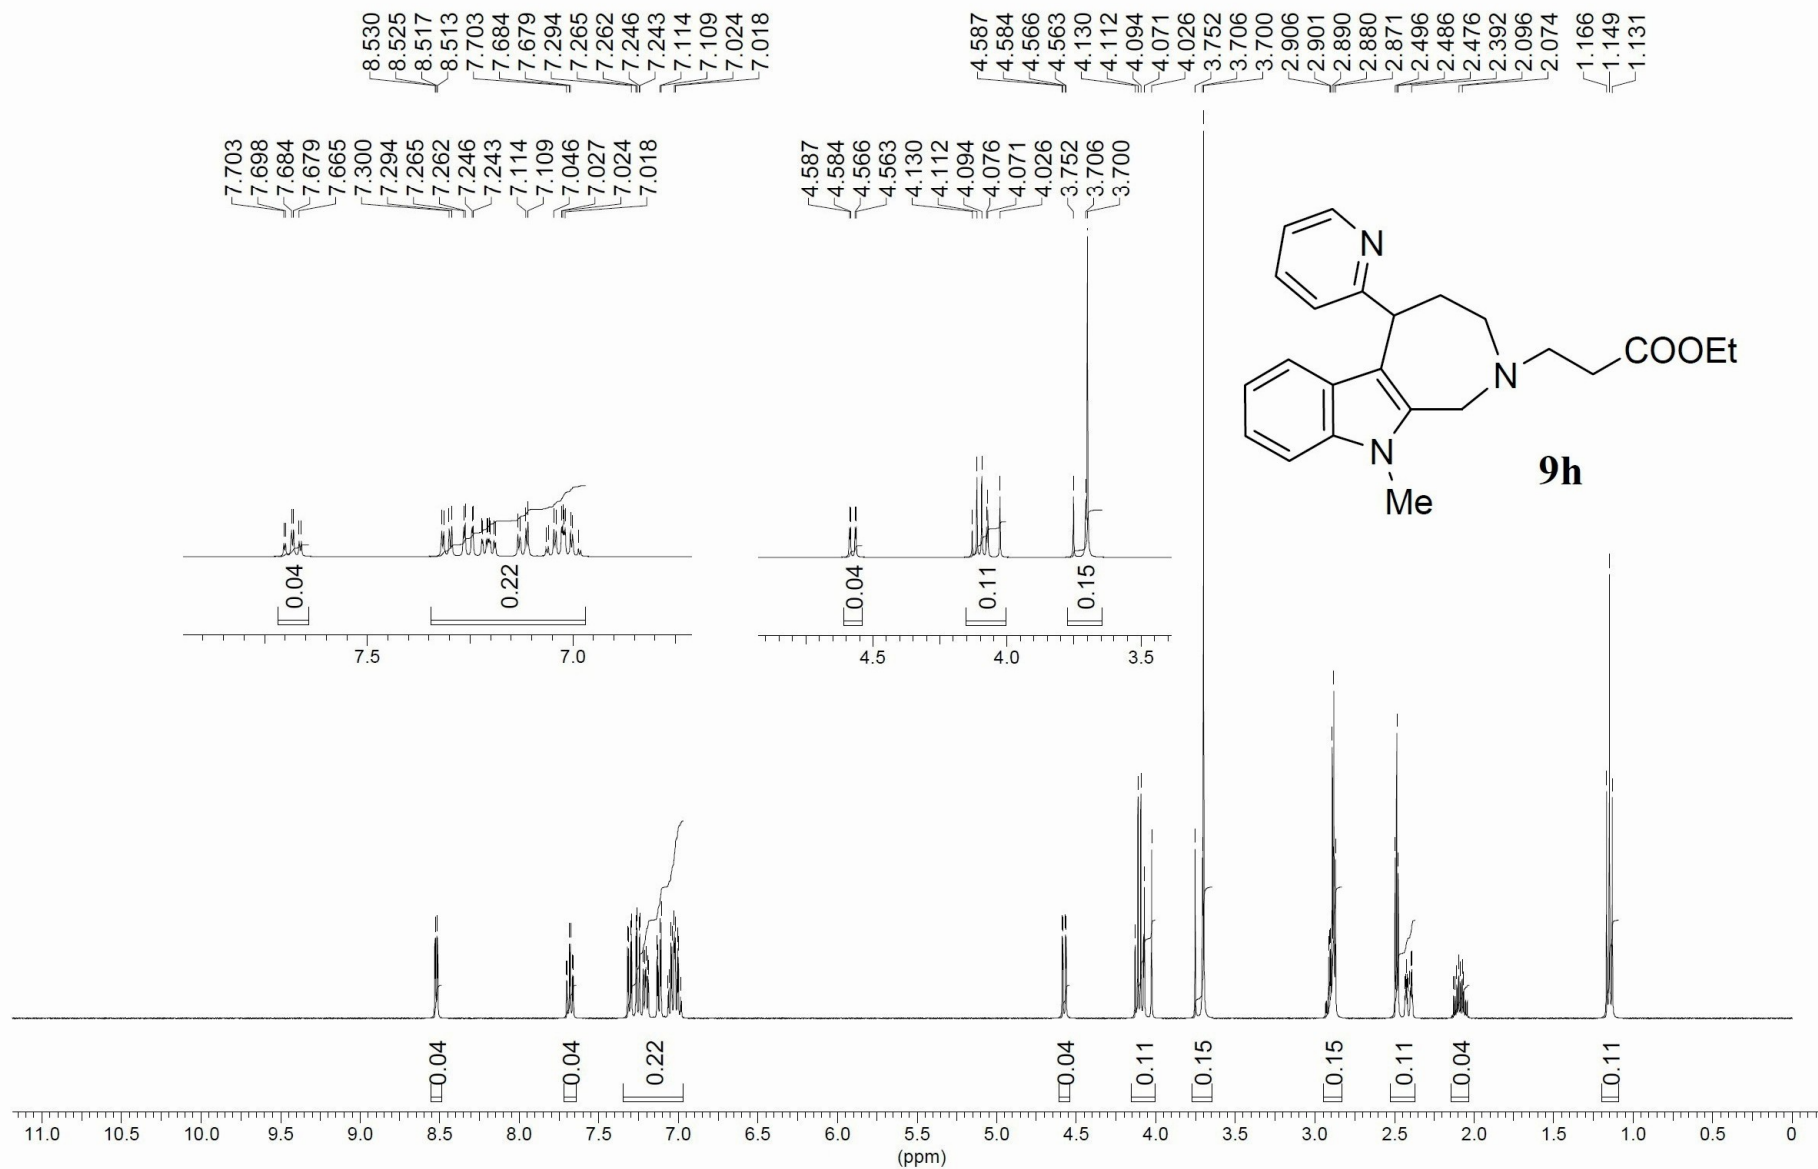 8.530 8.525 8.517 8.513 7.703 7.684 7.679 7.294 7.265 7.262 7.246 7.243 7.114 7.109 7.024 7.018
4.587 4.584 4.566 4.563 4.130 4.112 4.094 4.071 4.026 3.752 3.706 3.700 2.906 2.901 2.890 2.880 2.871 2.496 2.486 2.476 2.392 2.096 2.074
1.166 1.149 1.131
7.703 7.698 7.684 7.679 7.665 7.300 7.294 7.265 7.262 7.246 7.243 7.114 7.109 7.046 7.027 7.024 7.018
4.587 4.584 4.566 4.563 4.130 4.112 4.094 4.076 4.071 4.026 3.752 3.706 3.700
N
N
COOEt
N
Me
9h
0.04 0.22
7.5 7.0
0.04 0.11 0.15
4.5 4.0 3.5
0.04 0.04 0.22 0.04 0.11 0.15 0.15 0.11 0.04 0.11
11.0 10.5 10.0 9.5 9.0 8.5 8.0 7.5 7.0 6.5 6.0 5.5 5.0 4.5 4.0 3.5 3.0 2.5 2.0 1.5 1.0 0.5 0
(ppm)